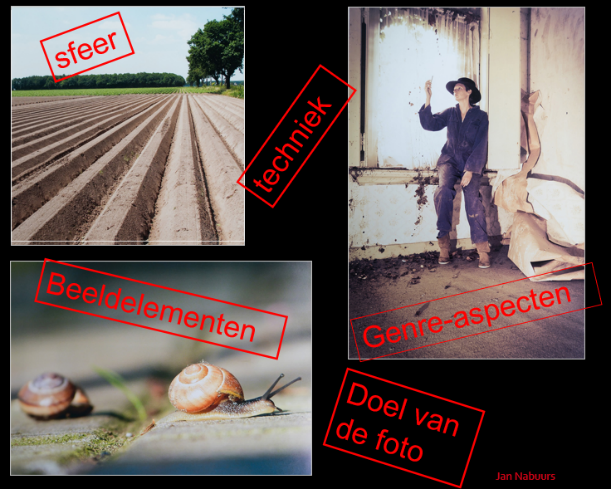 sfeer
techniek
Beeldelementen
Genre-aspecten
Doel van
de foto
Jan Nabuurs